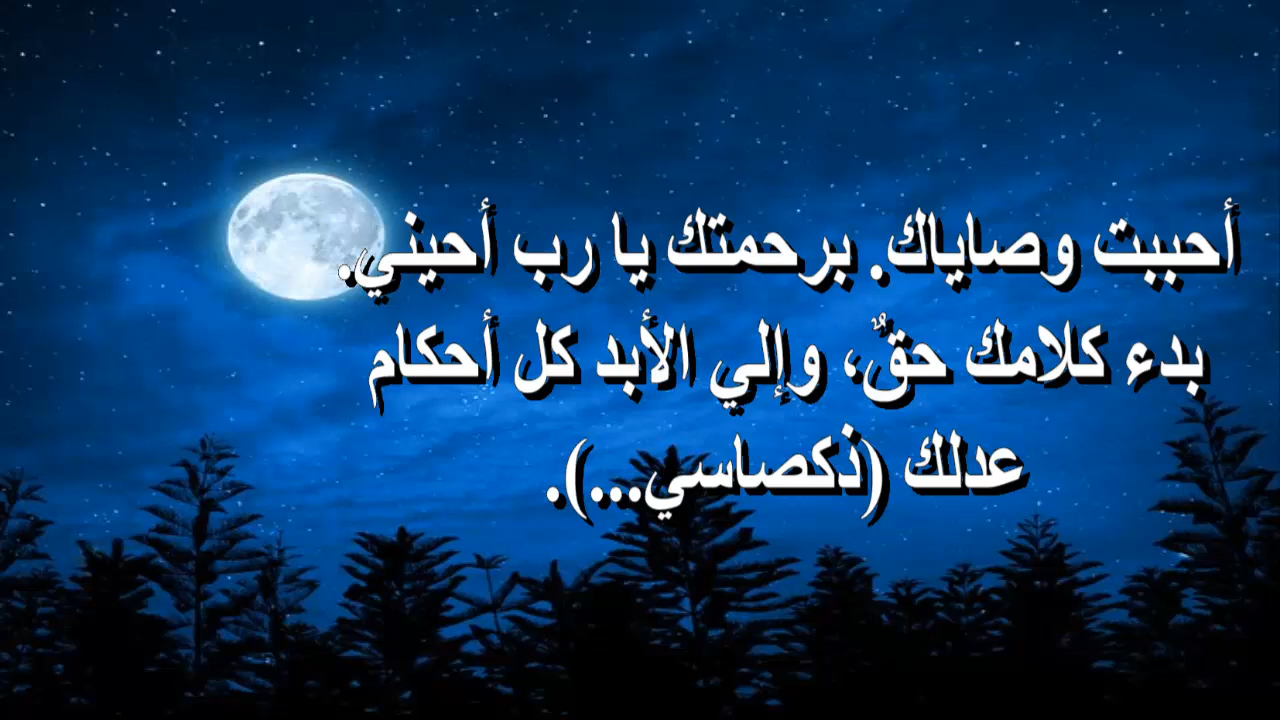 أحببت وصاياك. برحمتك يا رب أحيني.
بدء كلامك حقٌ، وإلي الأبد كل أحكام
عدلك (ذكصاسي...).